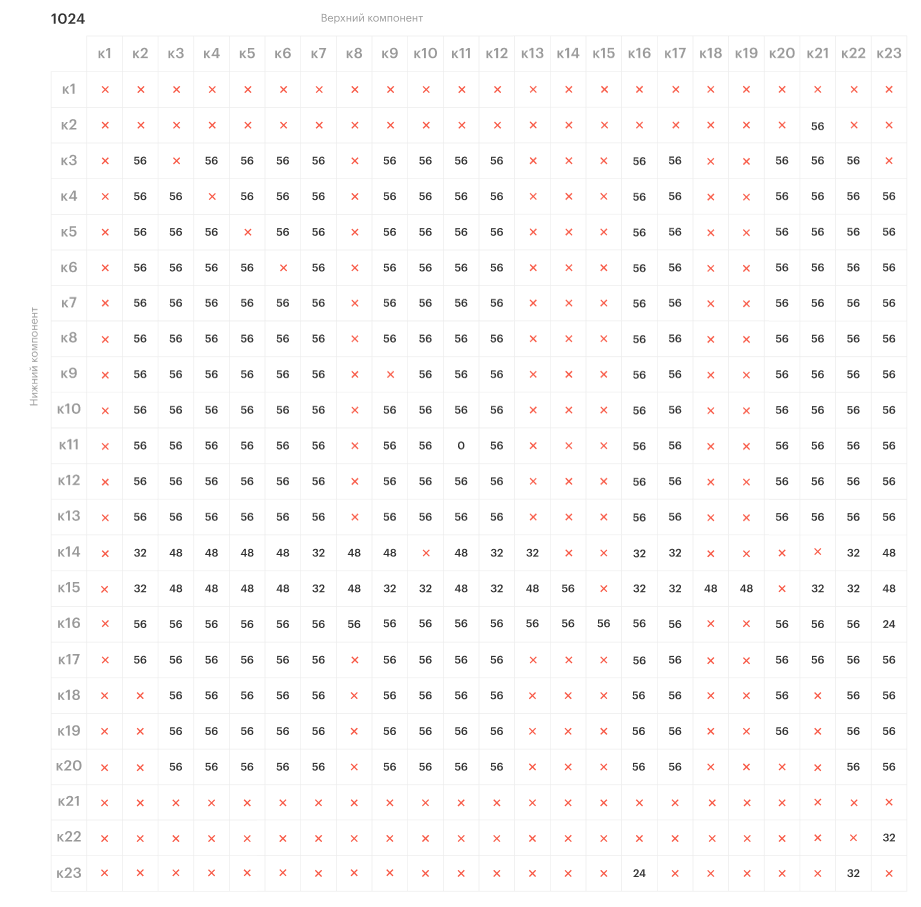 1024
Верхний компонент
к1 к2 к3 к4 к5 к6 к7 к8 к9 к10 к11 к12 к13 к14 к15 к16 к17 к18 к19 к20 к21 к22 к23
к1 × × × × × × × × × × × × × × × × × × × × × × ×
к2 × × × × × × × × × × × × × × × × × × × × 56 × ×
к3 × 56 × 56 56 56 56 × 56 56 56 56 × × × 56 56 × × 56 56 56 ×
к4 × 56 56 × 56 56 56 × 56 56 56 56 × × × 56 56 × × 56 56 56 56
к5 × 56 56 56 × 56 56 × 56 56 56 56 × × × 56 56 × × 56 56 56 56
к6 × 56 56 56 56 × 56 × 56 56 56 56 × × × 56 56 × × 56 56 56 56
к7 × 56 56 56 56 56 56 × 56 56 56 56 × × × 56 56 × × 56 56 56 56
к8 × 56 56 56 56 56 56 × 56 56 56 56 × × × 56 56 × × 56 56 56 56
к9 × 56 56 56 56 56 56 × × 56 56 56 × × × 56 56 × × 56 56 56 56
к10 × 56 56 56 56 56 56 × 56 56 56 56 × × × 56 56 × × 56 56 56 56
к11 × 56 56 56 56 56 56 × 56 56 0 56 × × × 56 56 × × 56 56 56 56
к12 × 56 56 56 56 56 56 × 56 56 56 56 × × × 56 56 × × 56 56 56 56
к13 × 56 56 56 56 56 56 × 56 56 56 56 × × × 56 56 × × 56 56 56 56
к14 × 32 48 48 48 48 32 48 48 × 48 32 32 × × 32 32 × × × × 32 48
к15 × 32 48 48 48 48 32 48 32 32 48 32 48 56 × 32 32 48 48 × 32 32 48
к16 × 56 56 56 56 56 56 56 56 56 56 56 56 56 56 56 56 × × 56 56 56 24
к17 × 56 56 56 56 56 56 × 56 56 56 56 × × × 56 56 × × 56 56 56 56
к18 × × 56 56 56 56 56 × 56 56 56 56 × × × 56 56 × × 56 × 56 56
к19 × × 56 56 56 56 56 × 56 56 56 56 × × × 56 56 × × 56 × 56 56
к20 × × 56 56 56 56 56 × 56 56 56 56 × × × 56 56 × × × × 56 56
к21 × × × × × × × × × × × × × × × × × × × × × × ×
к22 × × × × × × × × × × × × × × × × × × × × × × 32
к23 × × × × × × × × × × × × × × × 24 × × × × × 32 ×
Нижний компонент